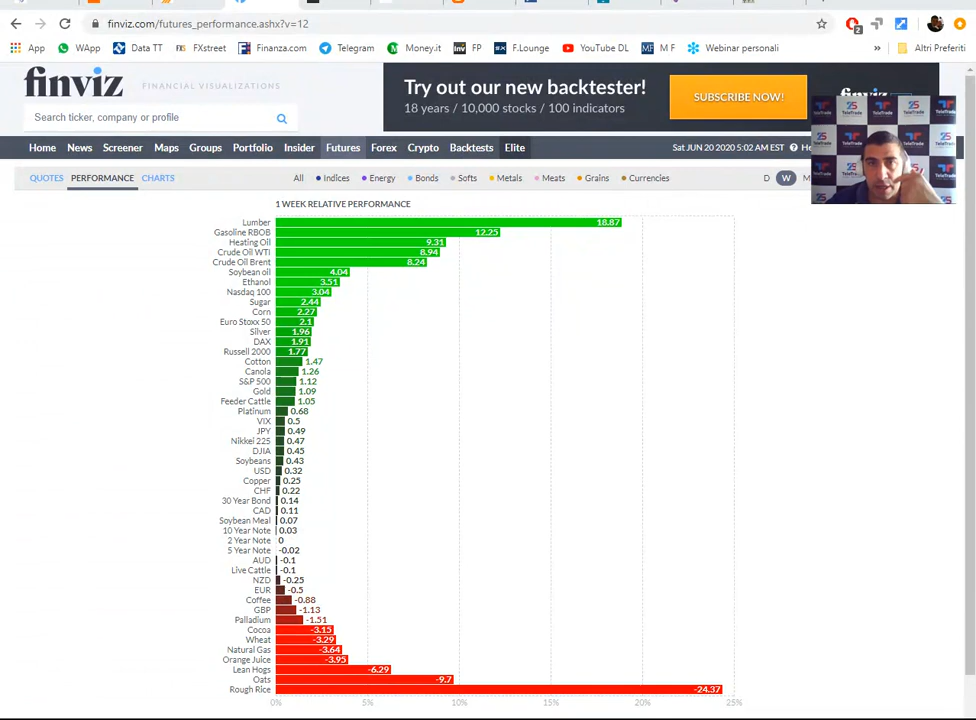 finviz.com/futures_performance.ashx?v=12
2
App WApp Data TT FXstreet Finanza.com Telegram Money.it FP F.Lounge YouTube DL M F Webinar personali » Altri Preferiti
finviz FINANCIAL VISUALIZATIONS
Try out our new backtester!
18 years / 10,000 stocks / 100 indicators
SUBSCRIBE NOW!
Search ticker, company or profile
Home News Screener Maps Groups Portfolio Insider Futures Forex Crypto Backtests Elite Sat JUN 20 2020 5:02 AM EST
QUOTES PERFORMANCE CHARTS All Indices Energy Bonds Softs Metals Meats Grains Currencies D W M
TeleTrade
1 WEEK RELATIVE PERFORMANCE
Lumber 18.87
Gasoline RBOB 12.25
Heating Oil 9.31
Crude Oil WTI 8.94
Crude Oil Brent 8.24
Soybean oil 4.04
Ethanol 3.51
Nasdaq 100 3.04
Sugar 2.44
Corn 2.27
Euro Stoxx 50 2.1
Silver 1.96
DAX 1.91
Russell 2000 1.77
Cotton 1.47
Canola 1.26
S&P 500 1.12
Gold 1.09
Feeder Cattle 1.05
Platinum 0.68
VIX 0.5
JPY 0.49
Nikkei 225 0.47
DJIA 0.45
Soybeans 0.43
USD 0.32
Copper 0.25
CHF 0.22
30 Year Bond 0.14
CAD 0.11
Soybean Meal 0.07
10 Year Note 0.03
2 Year Note 0
5 Year Note -0.02
AUD -0.1
Live Cattle -0.1
NZD -0.25
EUR -0.5
Coffee -0.88
GBP -1.13
Palladium -1.51
Cocoa -3.15
Wheat -3.29
Natural Gas -3.64
Orange Juice -3.95
Lean Hogs -6.29
Oats -9.7
Rough Rice -24.37
0% 5% 10% 15% 20% 25%